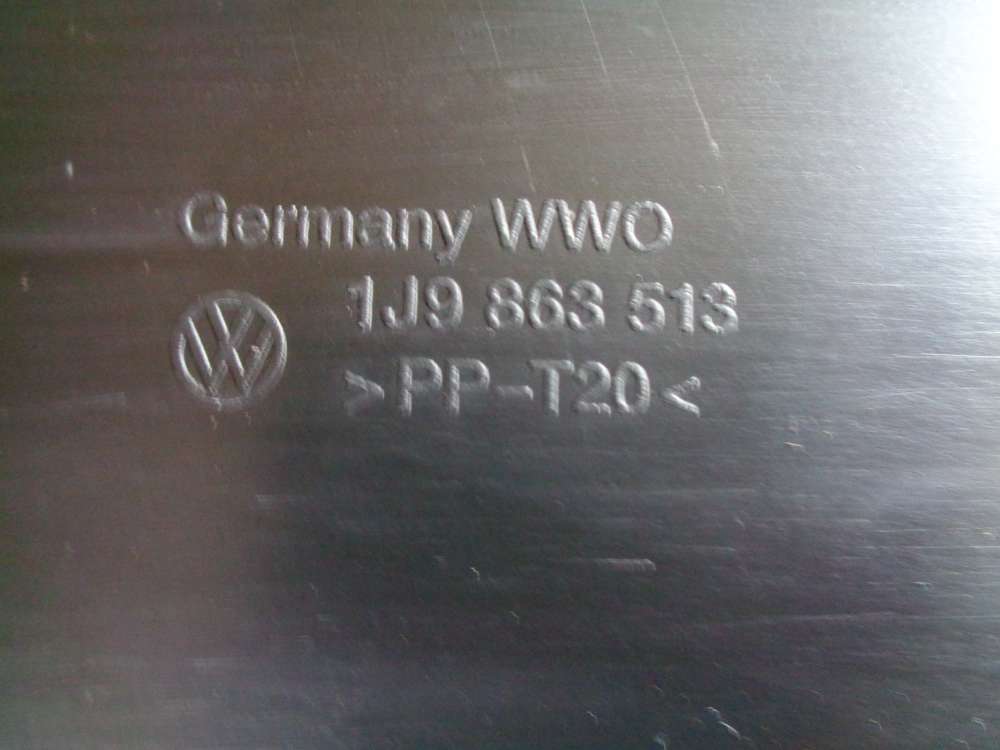 Germany WWO
1J9 863 513
>PP-T20<